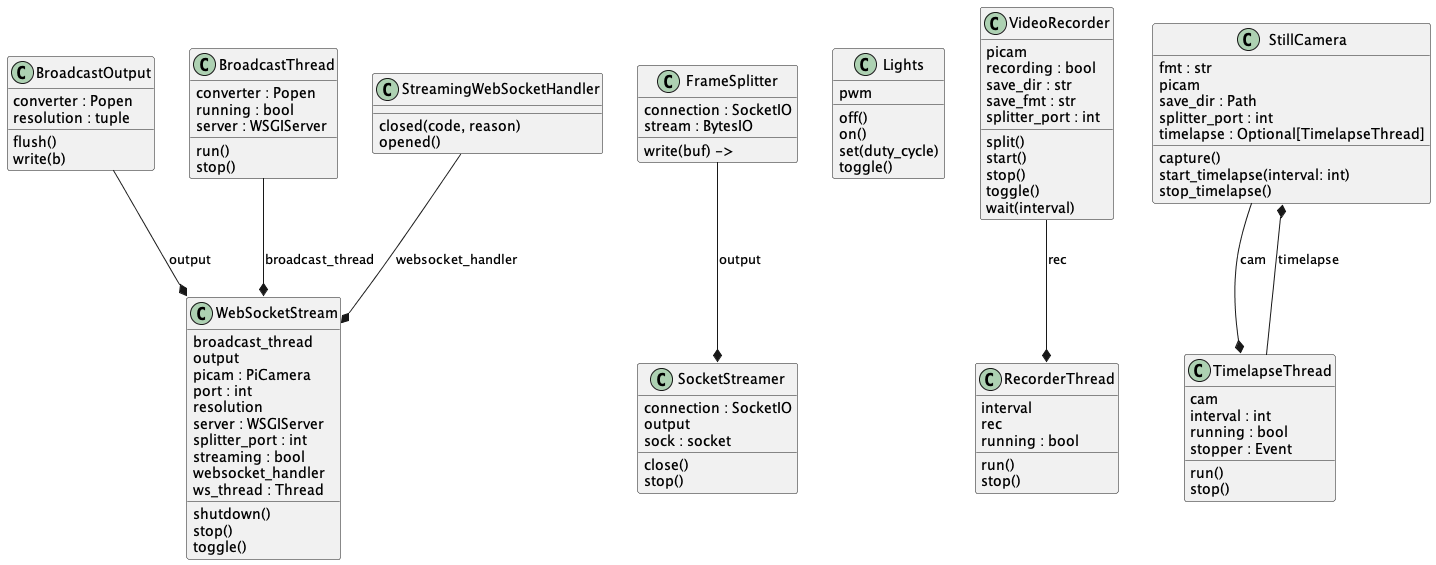 C BroadcastOutput
converter : Popen
resolution : tuple
flush()
write(b)
C BroadcastThread
converter : Popen
running : bool
server : WSGIServer
run()
stop()
C StreamingWebSocketHandler
closed(code, reason)
opened()
C FrameSplitter
connection : SocketIO
stream : BytesIO
write(buf) ->
C Lights
pwm
off()
on()
set(duty_cycle)
toggle()
C VideoRecorder
picam
recording : bool
save_dir : str
save_fmt : str
splitter_port : int
split()
start()
stop()
toggle()
wait(interval)
C StillCamera
fmt : str
picam
save_dir : Path
splitter_port : int
timelapse : Optional[TimelapseThread]
capture()
start_timelapse(interval: int)
stop_timelapse()
output
broadcast_thread
websocket_handler
output
rec
cam
timelapse
C WebSocketStream
broadcast_thread
output
picam : PiCamera
port : int
resolution
server : WSGIServer
splitter_port : int
streaming : bool
websocket_handler
ws_thread : Thread
shutdown()
stop()
toggle()
C SocketStreamer
connection : SocketIO
output
sock : socket
close()
stop()
C RecorderThread
interval
rec
running : bool
run()
stop()
C TimelapseThread
cam
interval : int
running : bool
stopper : Event
run()
stop()